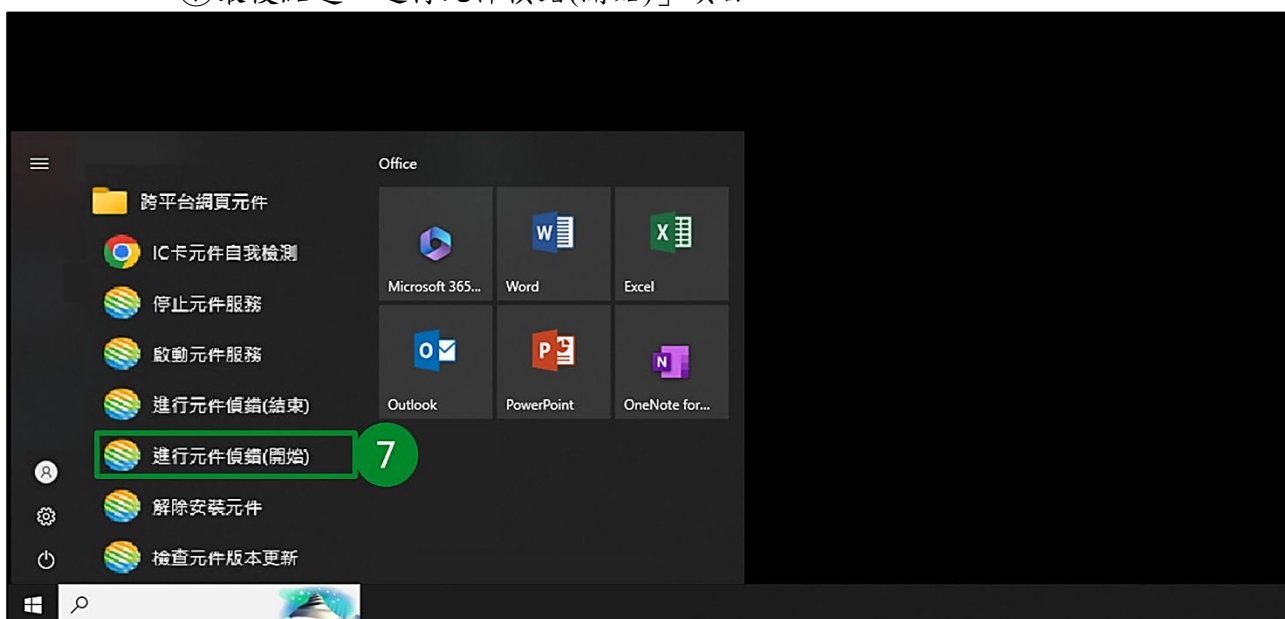 Office
跨平台網頁元件
IC卡元件自我檢測
停止元件服務
啟動元件服務
進行元件偵錯(結束)
進行元件偵錯(開始)
7
解除安裝元件
檢查元件版本更新
Microsoft 365...
Word
Excel
Outlook
PowerPoint
OneNote for...